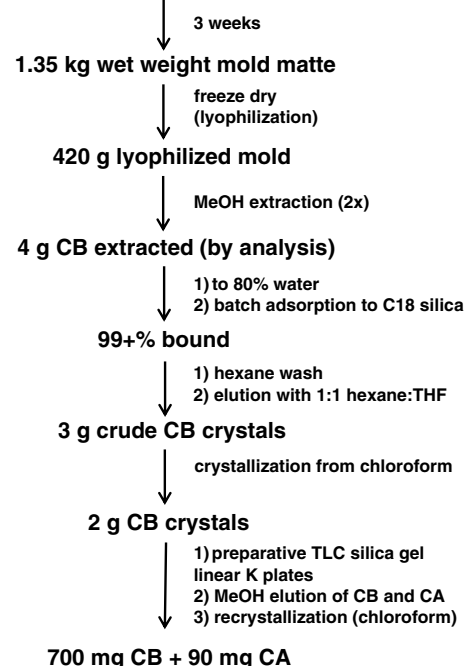 3 weeks
1.35 kg wet weight mold matte
freeze dry
(lyophilization)
420 g lyophilized mold
MeOH extraction (2x)
4 g CB extracted (by analysis)
1) to 80% water
2) batch adsorption to C18 silica
99+% bound
1) hexane wash
2) elution with 1:1 hexane:THF
3 g crude CB crystals
crystallization from chloroform
2 g CB crystals
1) preparative TLC silica gel
linear K plates
2) MeOH elution of CB and CA
3) recrystallization (chloroform)
700 mg CB + 90 mg CA